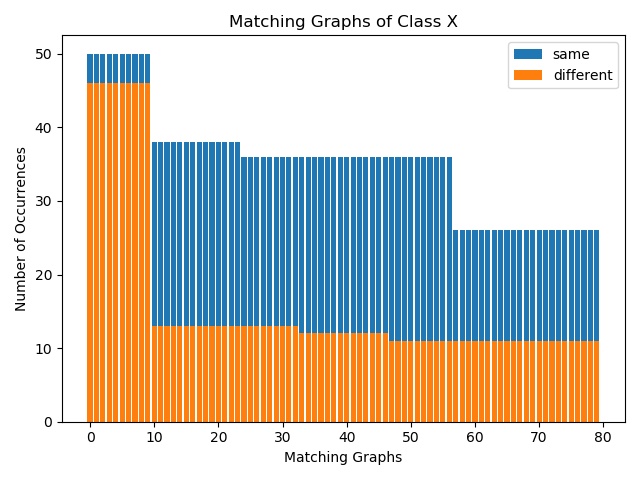 Matching Graphs of Class X
same
different
Number of Occurrences
50
40
30
20
10
0
0 10 20 30 40 50 60 70 80
Matching Graphs